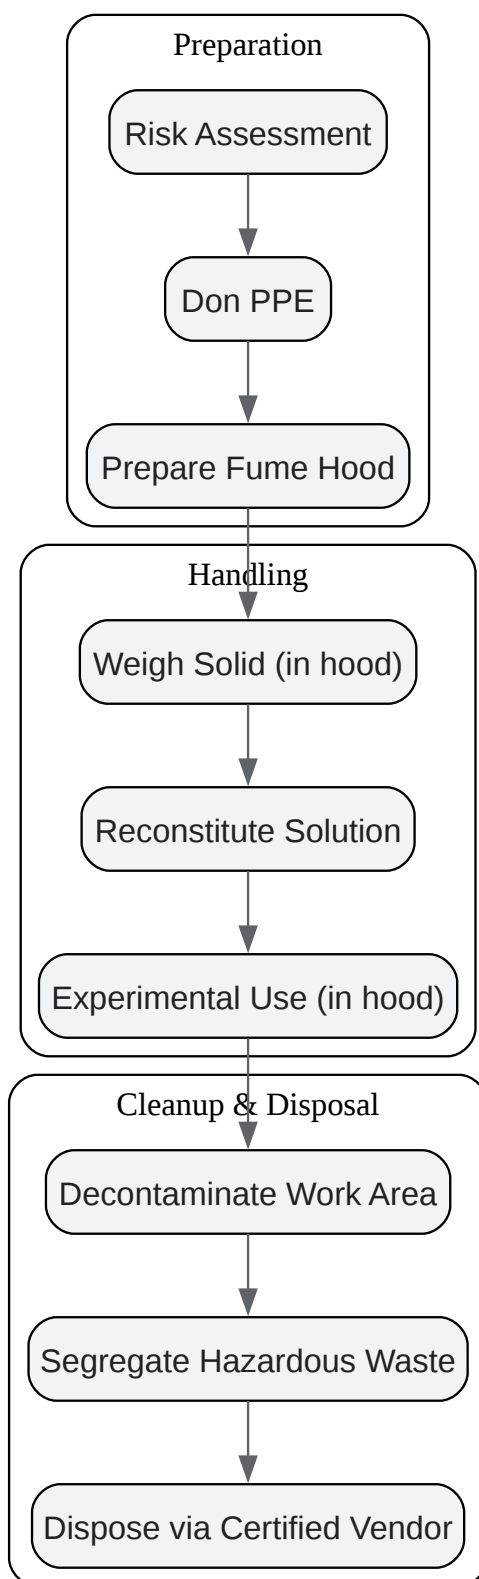 Preparation
Risk Assessment
Don PPE
Prepare Fume Hood
Handling
Weigh Solid (in hood)
Reconstitute Solution
Experimental Use (in hood)
Cleanup & Disposal
Decontaminate Work Area
Segregate Hazardous Waste
Dispose via Certified Vendor